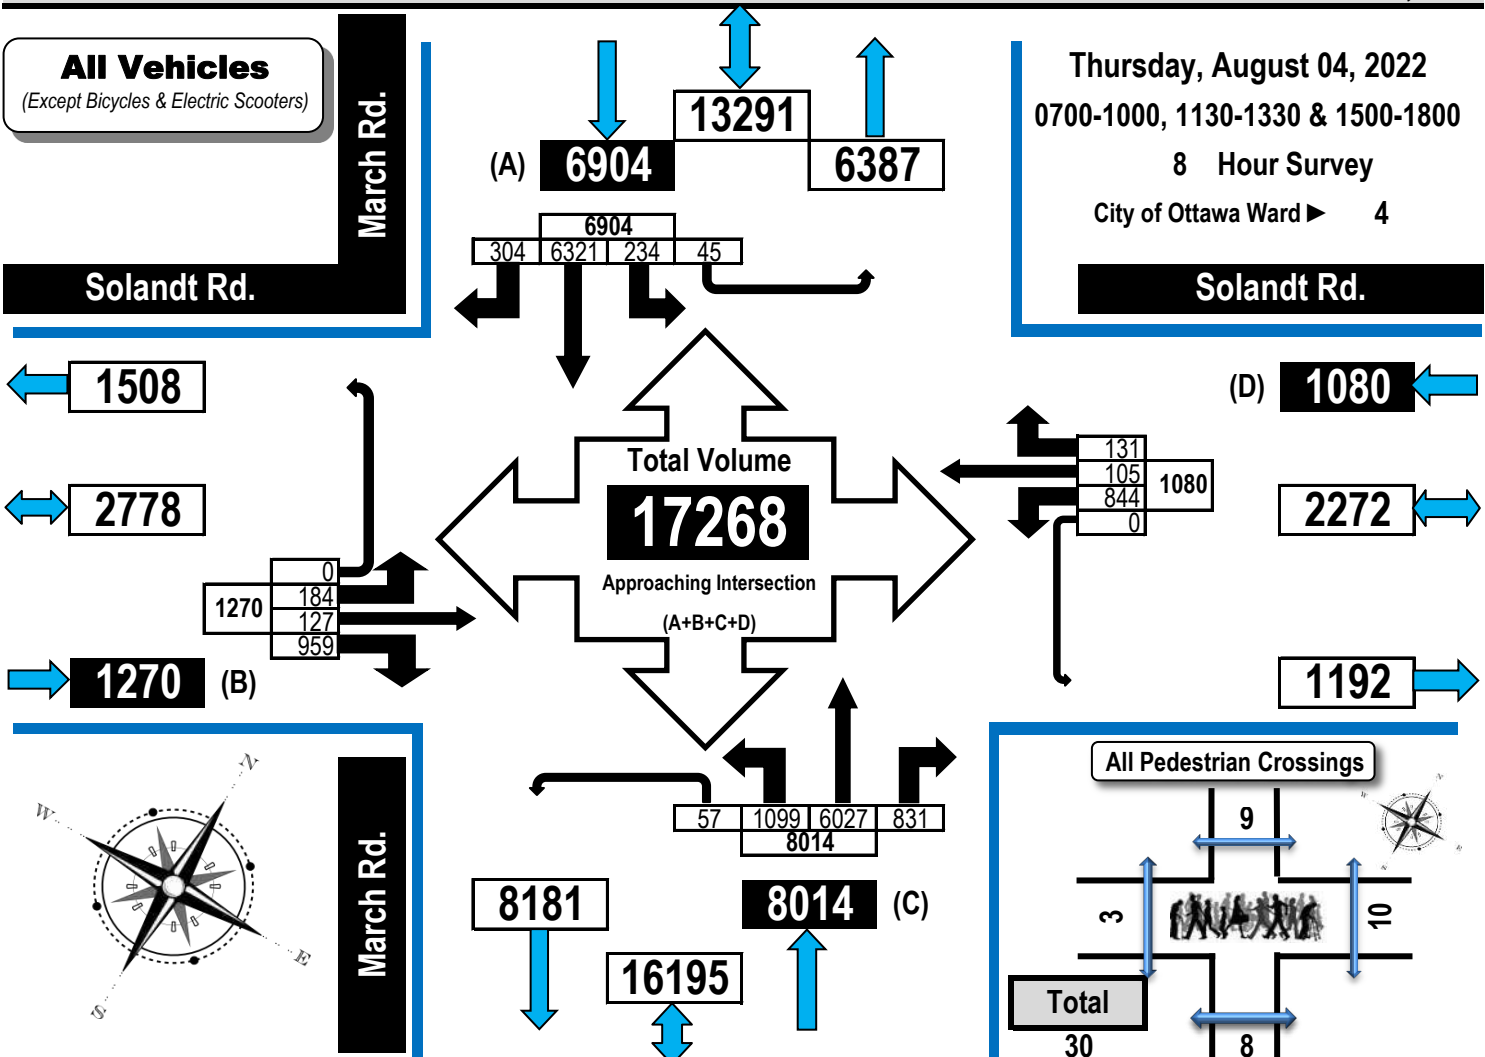 All Vehicles
(Except Bicycles & Electric Scooters)
March Rd.
Solandt Rd.
13291
(A) 6904
6387
6904
304 6321 234 45
Thursday, August 04, 2022
0700-1000, 1130-1330 & 1500-1800
8 Hour Survey
City of Ottawa Ward ► 4
Solandt Rd.
1508
2778
0
184
127
959
1270
1270 (B)
Total Volume
17268
Approaching Intersection
(A+B+C+D)
(D) 1080
131
105
844
0
1080
2272
1192
57 1099 6027 831
8014
8181
8014 (C)
16195
March Rd.
N
W
E
S
All Pedestrian Crossings
9
3
10
8
Total
30